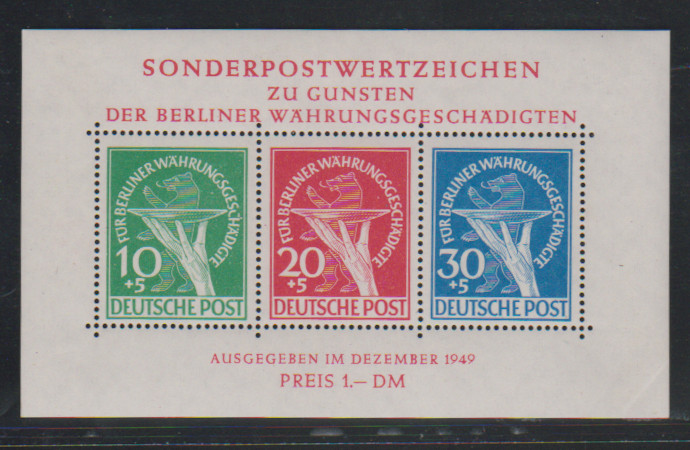 SONDERPOSTWERTZEICHEN
ZU GUNSTEN
DER BERLINER WÄHRUNGSGESCHÄDIGTEN
FÜR BERLINER WÄHRUNGSGESCHÄDIGTE
10
+5
DEUTSCHE POST
FÜR BERLINER WÄHRUNGSGESCHÄDIGTE
20
+5
DEUTSCHE POST
FÜR BERLINER WÄHRUNGSGESCHÄDIGTE
30
+5
DEUTSCHE POST
AUSGEGEBEN IM DEZEMBER 1949
PREIS 1.— DM